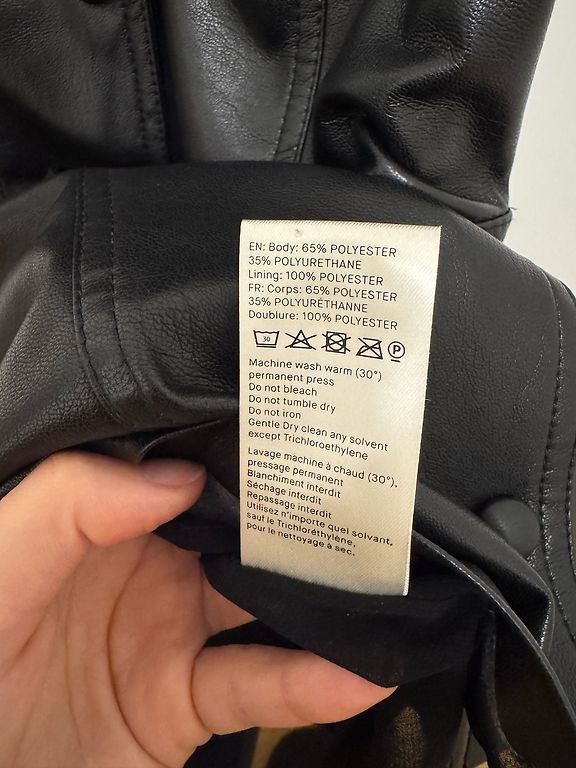 EN: Body: 65% POLYESTER
35% POLYURETHANE
Lining: 100% POLYESTER
FR: Corps: 65% POLYESTER
35% POLYURÉTHANNE
Doublure: 100% POLYESTER
30 P
Machine wash warm (30°)
permanent press
Do not bleach
Do not tumble dry
Do not iron
Gentle Dry clean any solvent
except Trichloroethylene
Lavage machine à chaud (30°).
pressage permanent
Blanchiment interdit
Séchage interdit
Repassage interdit
Utilisez n'importe quel solvant,
sauf le Trichloréthylène,
pour le nettoyage à sec.